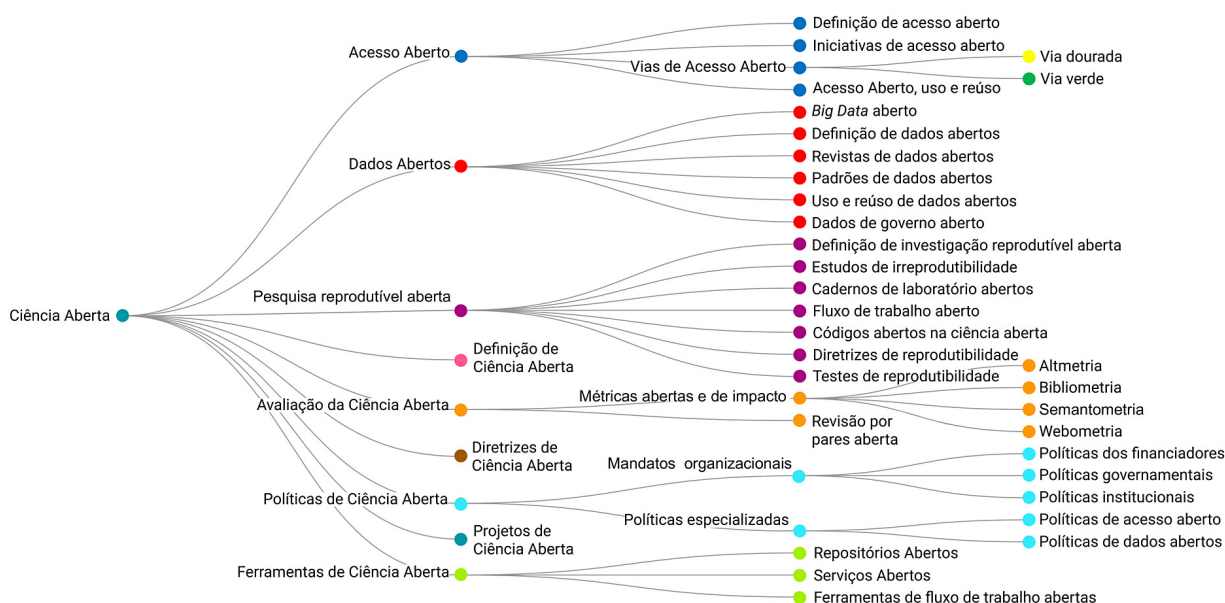 Ciência Aberta
Acesso Aberto
Definição de acesso aberto
Iniciativas de acesso aberto
Vias de Acesso Aberto
Via dourada
Via verde
Acesso Aberto, uso e reúso
Dados Abertos
Big Data aberto
Definição de dados abertos
Revistas de dados abertos
Padrões de dados abertos
Uso e reúso de dados abertos
Dados de governo aberto
Pesquisa reprodutível aberta
Definição de investigação reprodutível aberta
Estudos de irreprodutibilidade
Cadernos de laboratório abertos
Fluxo de trabalho aberto
Códigos abertos na ciência aberta
Diretrizes de reprodutibilidade
Testes de reprodutibilidade
Definição de
Ciência Aberta
Avaliação da Ciência Aberta
Métricas abertas e de impacto
Altmetria
Bibliometria
Semantometria
Webometria
Revisão por
pares aberta
Diretrizes de
Ciência Aberta
Políticas de Ciência Aberta
Mandatos organizacionais
Políticas dos financiadores
Políticas governamentais
Políticas institucionais
Políticas especializadas
Políticas de acesso aberto
Políticas de dados abertos
Projetos de
Ciência Aberta
Ferramentas de Ciência Aberta
Repositórios Abertos
Serviços Abertos
Ferramentas de fluxo de trabalho abertas